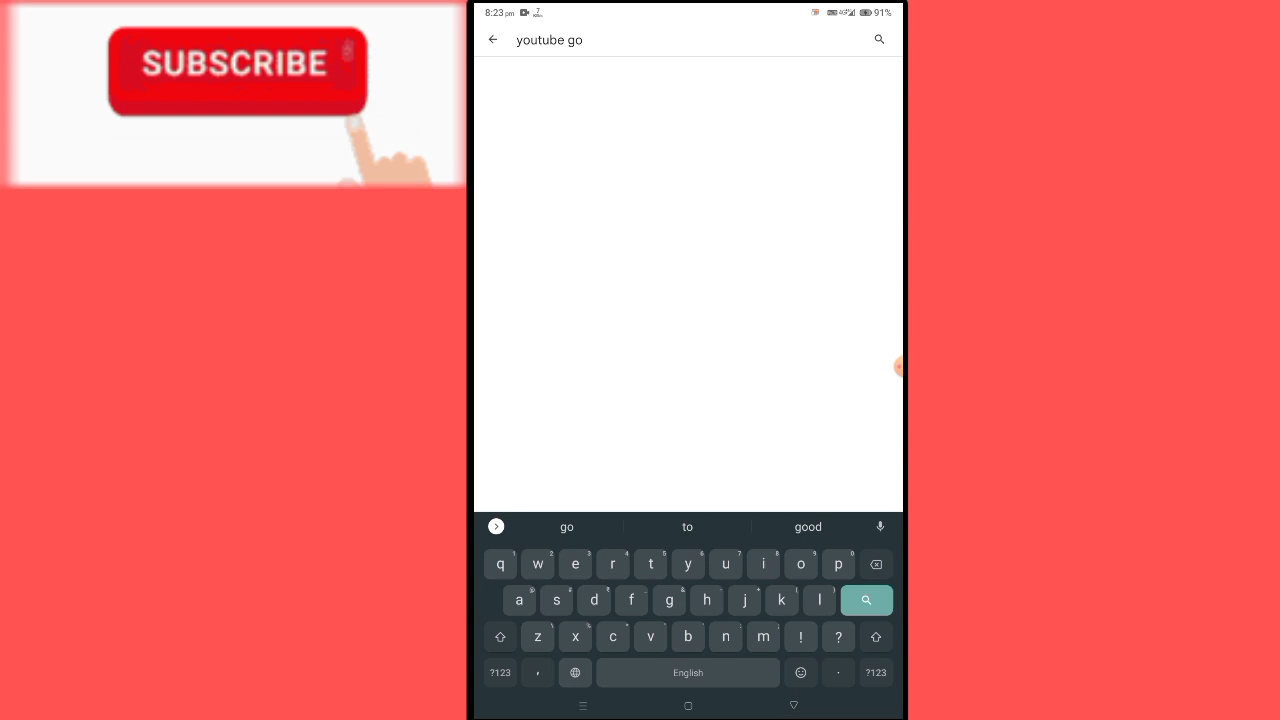 SUBSCRIBE
8:23 pm 91%
youtube go
go to good
q w e r t y u i o p
a s d f g h j k l
z x c v b n m ! ?
?123 , English . ?123